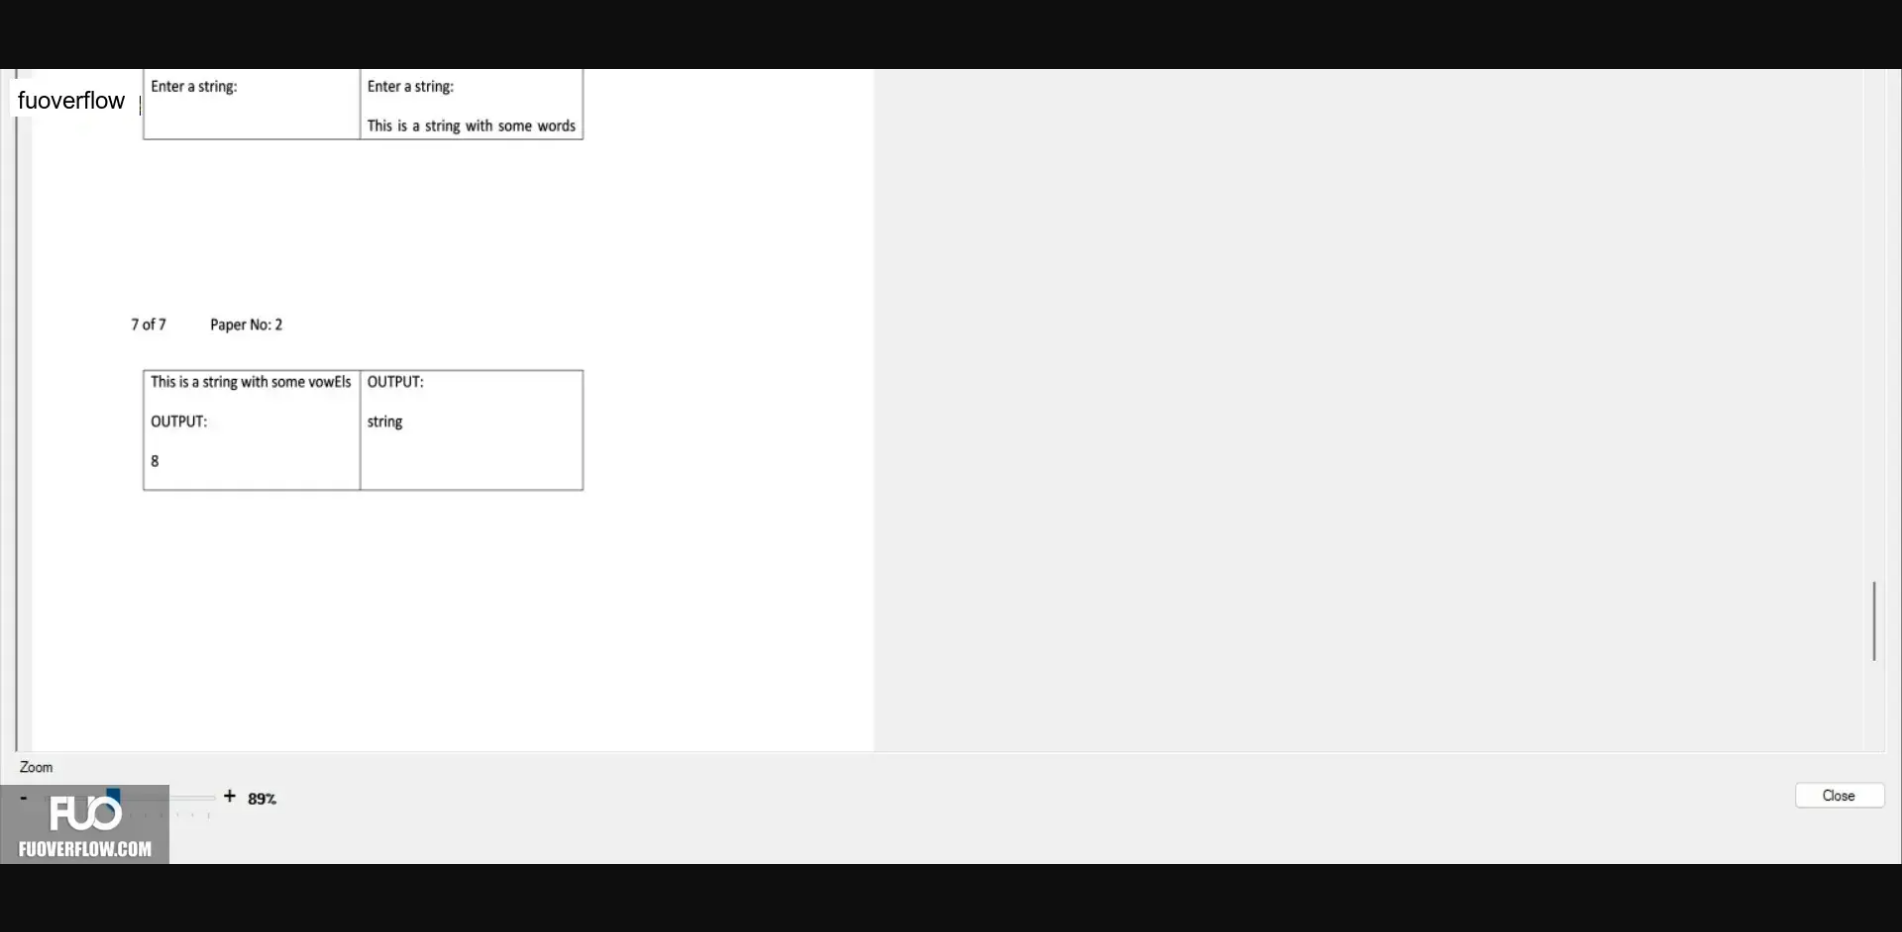 fuoverflow
Enter a string:
Enter a string:
This is a string with some words
7 of 7 Paper No: 2
This is a string with some vowEls
OUTPUT:
8
OUTPUT:
string
Zoom
- + 89%
Close
FUO
FUOVERFLOW.COM